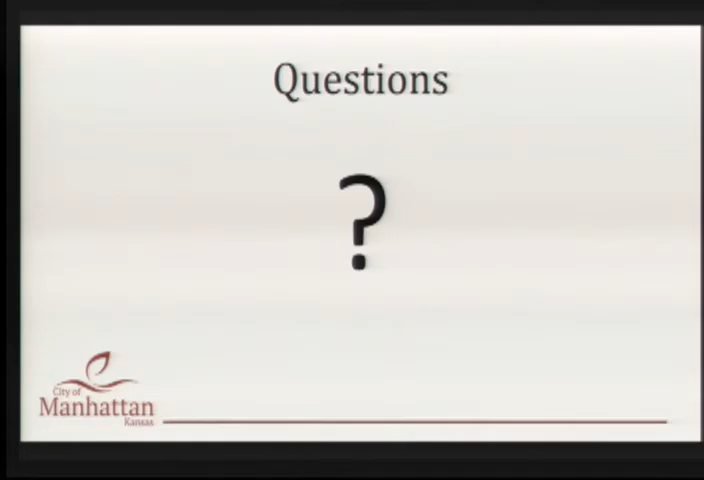 Questions
?
City of
Manhattan
Kansas